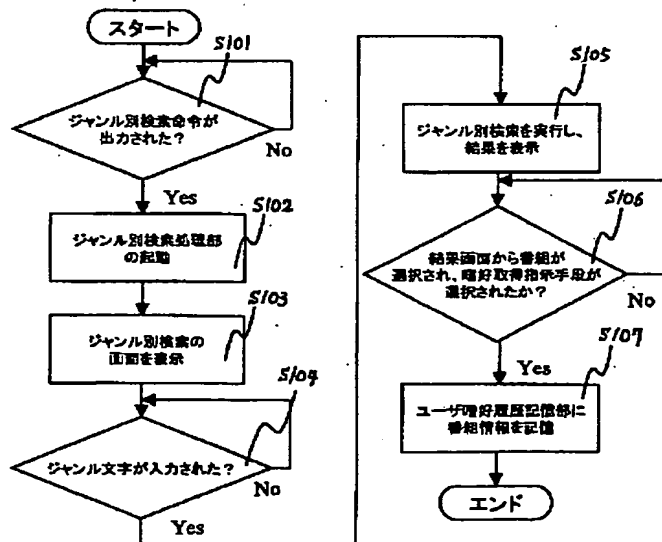 スタート
S101
ジャンル別検索命令が
出力された？
No
Yes
S102
ジャンル別検索処理部
の起動
S103
ジャンル別検索の
画面を表示
S104
ジャンル文字が入力された？
No
Yes
S105
ジャンル別検索を実行し、
結果を表示
S106
結果画面から番組が
選択され、嗜好取得指示手段が
選択されたか？
No
Yes
S107
ユーザ嗜好履歴記憶部に
番組情報を記憶
エンド